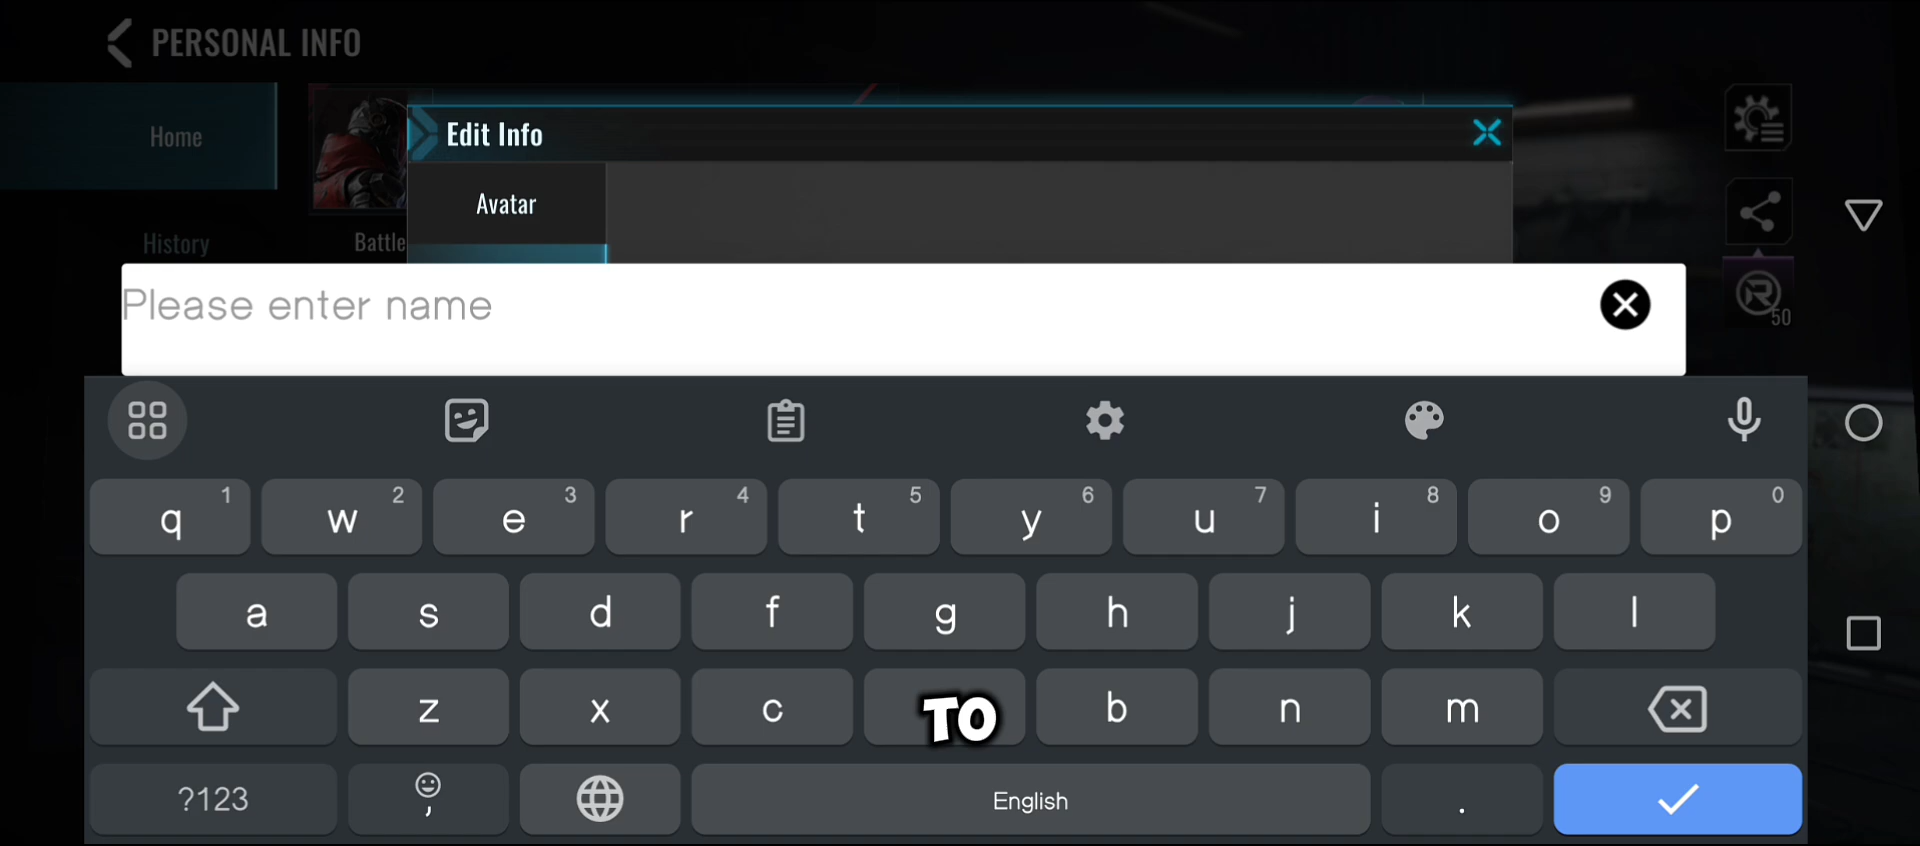 PERSONAL INFO
Home
Edit Info
Avatar
History
Battle
Please enter name
50
q 1 w 2 e 3 r 4 t 5 y 6 u 7 i 8 o 9 p 0
a s d f g h j k l
z x c TO b n m
?123 , English .